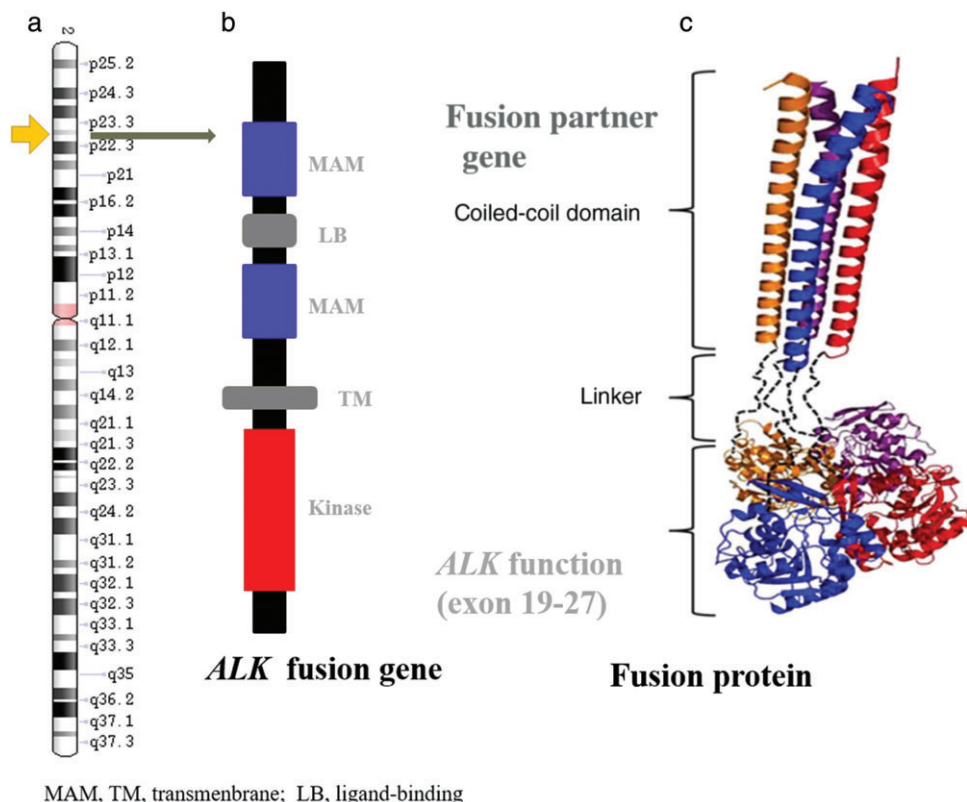 a
2
p25.2
p24.3
p23.3
p22.3
p21
p16.2
p14
p13.1
p12
p11.2
q11.1
q12.1
q13
q14.2
q21.1
q21.3
q22.2
q23.3
q24.2
q31.1
q31.2
q32.1
q32.3
q33.1
q33.3
q35
q36.2
q37.1
q37.3
b
MAM
LB
MAM
TM
Kinase
ALK fusion gene
c
Fusion partner
gene
Coiled-coil domain
Linker
ALK function
(exon 19-27)
Fusion protein
MAM, TM, transmenbrane; LB, ligand-binding